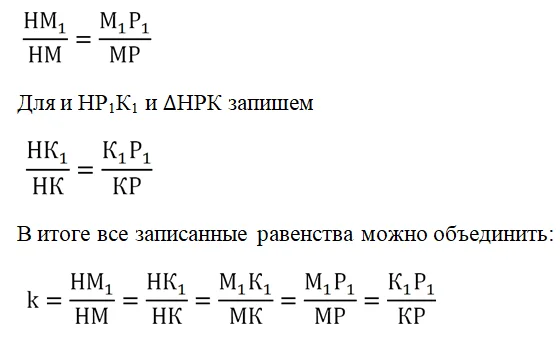 НМ₁/НМ = М₁Р₁/МР
Для и НР₁К₁ и ∆НРК запишем
НК₁/НК = К₁Р₁/КР
В итоге все записанные равенства можно объединить:
k = НМ₁/НМ = НК₁/НК = М₁К₁/МК = М₁Р₁/МР = К₁Р₁/КР